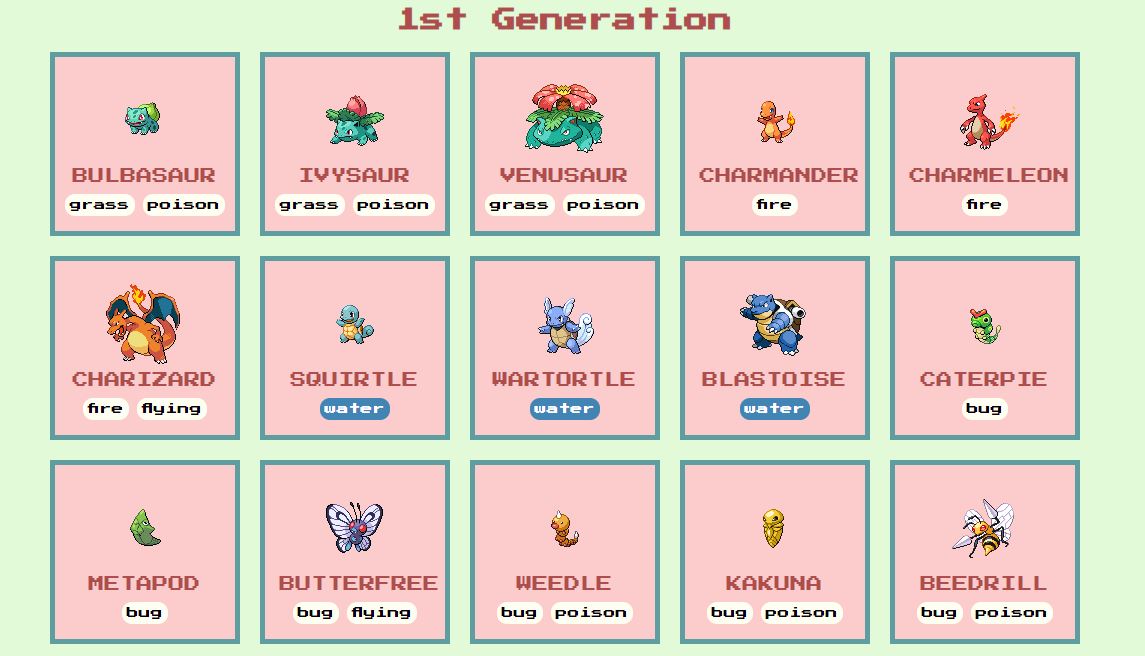 1st Generation
BULBASAUR
grass poison
IVYSAUR
grass poison
VENUSAUR
grass poison
CHARMANDER
fire
CHARMELEON
fire
CHARIZARD
fire flying
SQUIRTLE
water
WARTORTLE
water
BLASTOISE
water
CATERPIE
bug
METAPOD
bug
BUTTERFREE
bug flying
WEEDLE
bug poison
KAKUNA
bug poison
BEEDRILL
bug poison